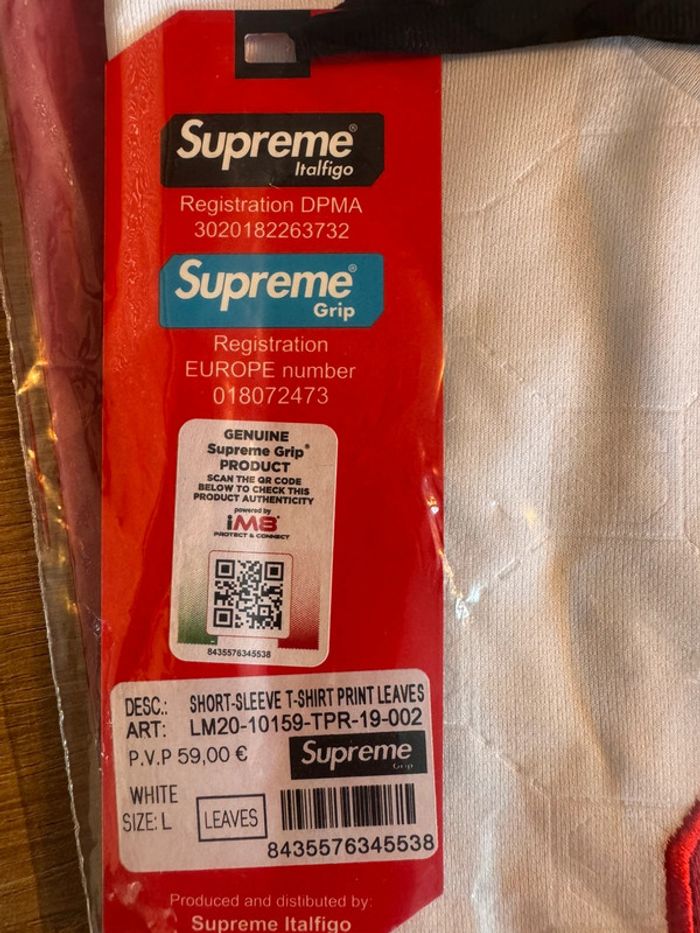 Supreme®
Italfigo
Registration DPMA
3020182263732
Supreme®
Grip
Registration
EUROPE number
018072473
GENUINE
Supreme Grip®
PRODUCT
SCAN THE QR CODE
BELOW TO CHECK THIS
PRODUCT AUTHENTICITY
powered by
iM8
PROTECT & CONNECT
8435576345538
DESC.: SHORT-SLEEVE T-SHIRT PRINT LEAVES
ART: LM20-10159-TPR-19-002
P.V.P 59,00 €
Supreme
Grip
WHITE
SIZE: L
LEAVES
8435576345538
Produced and distibuted by:
Supreme Italfigo